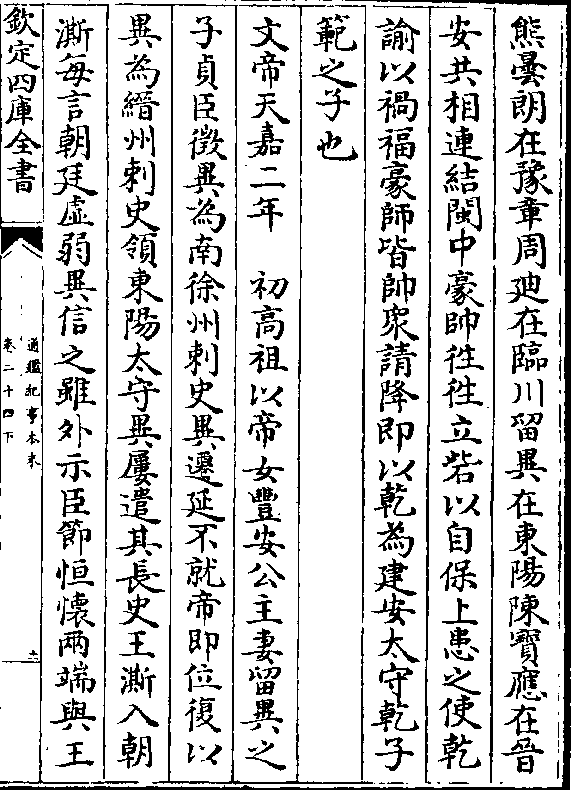 熊曇朗在豫章周廸在臨川留異在東陽陳寳應在晉
安共相連結閩中豪帥徃徃立砦以自保上患之使乾
諭以禍福豪師皆帥衆請降即以乾為建安太守乾子
範之子也
文帝天嘉二年　初高祖以帝女豐安公主妻留異之
子貞臣徴異為南徐州刺史異遷延不就帝即位復以
異為縉州刺史領東陽太守異屢遣其長史王澌入朝
澌每言朝廷虚弱異信之雖外示臣節恒懐兩端與王
欽定四庫全書
通鑑紀事本末
卷二十四下
十二